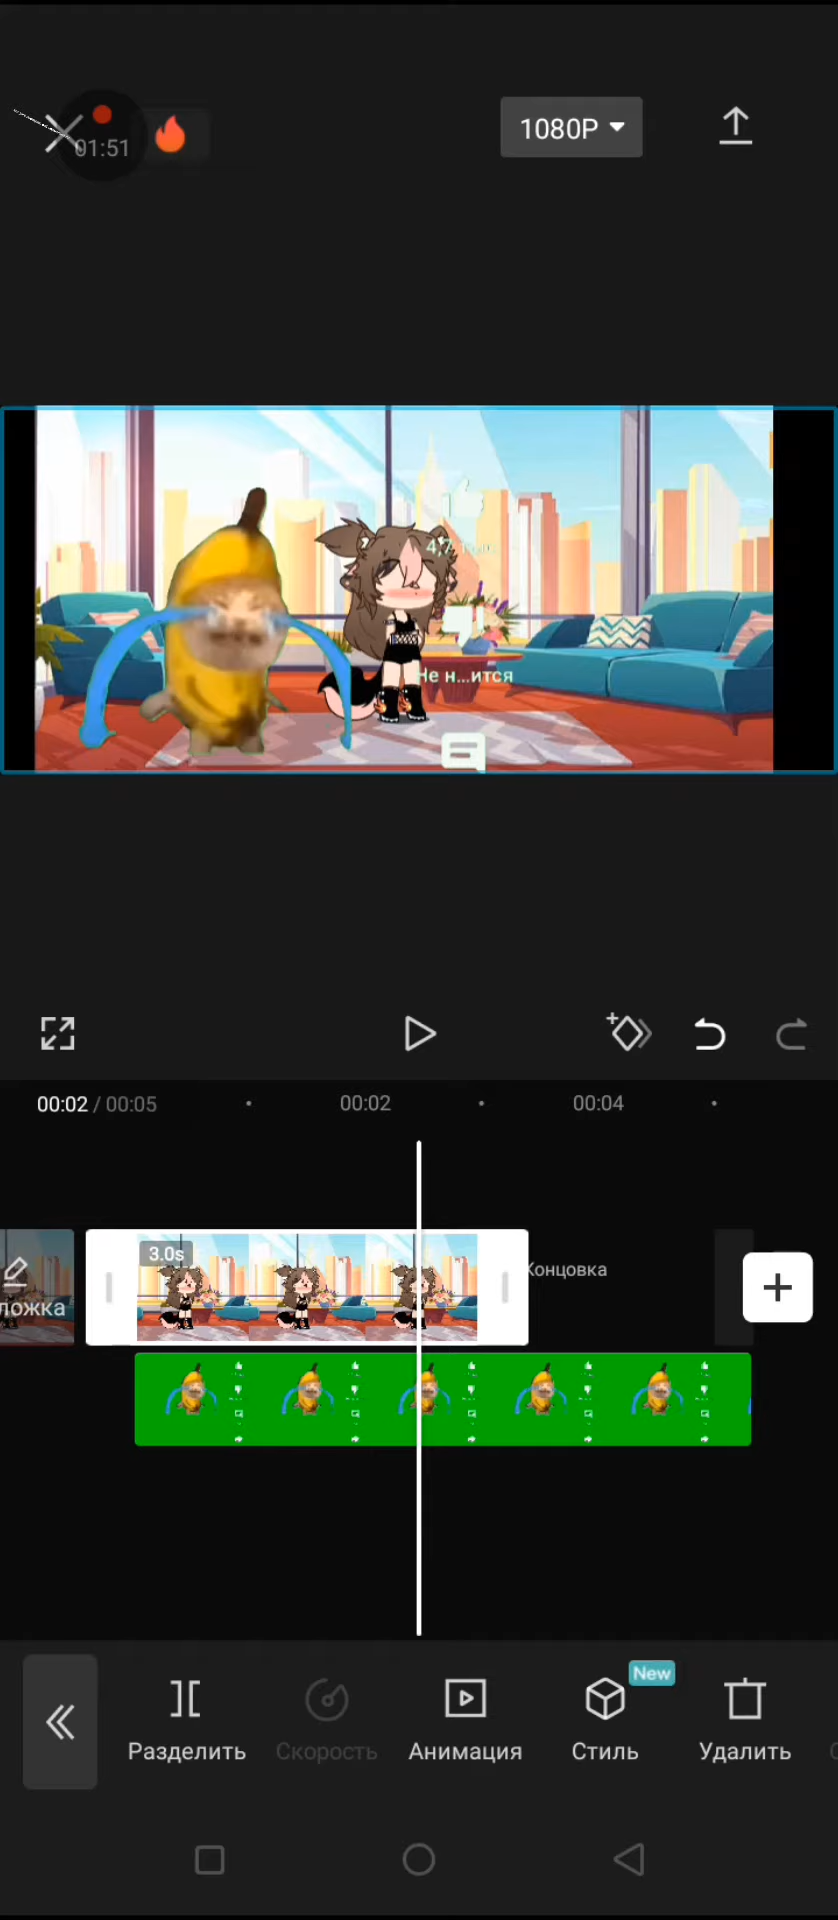 01:51
1080P
Не н...ится
00:02 / 00:05
00:02
00:04
3.0s
ложка
Концовка
New
Разделить
Скорость
Анимация
Стиль
Удалить